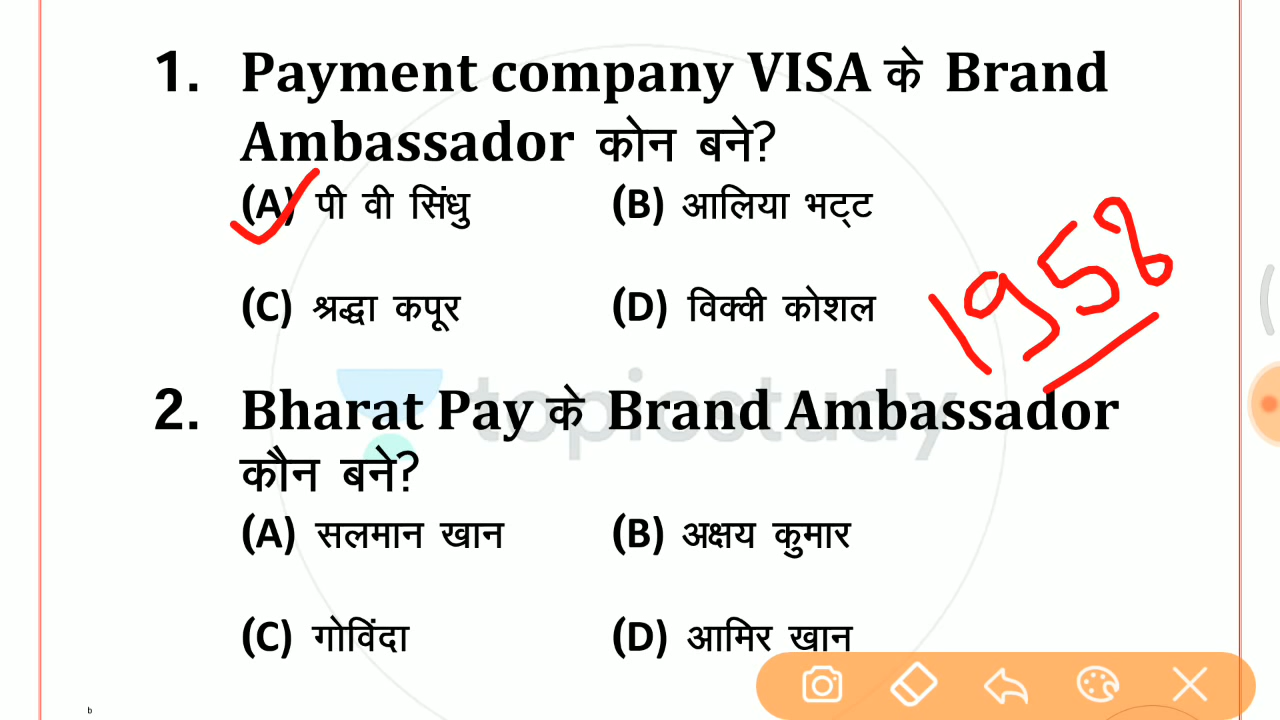 1. Payment company VISA के Brand
Ambassador कोन बने?
(A) पी वी सिंधु (B) आलिया भट्ट
(C) श्रद्धा कपूर (D) विक्की कोशल
1958
2. Bharat Pay के Brand Ambassador
कौन बने?
topicstudy
(A) सलमान खान (B) अक्षय कुमार
(C) गोविंदा (D) आमिर खान
b